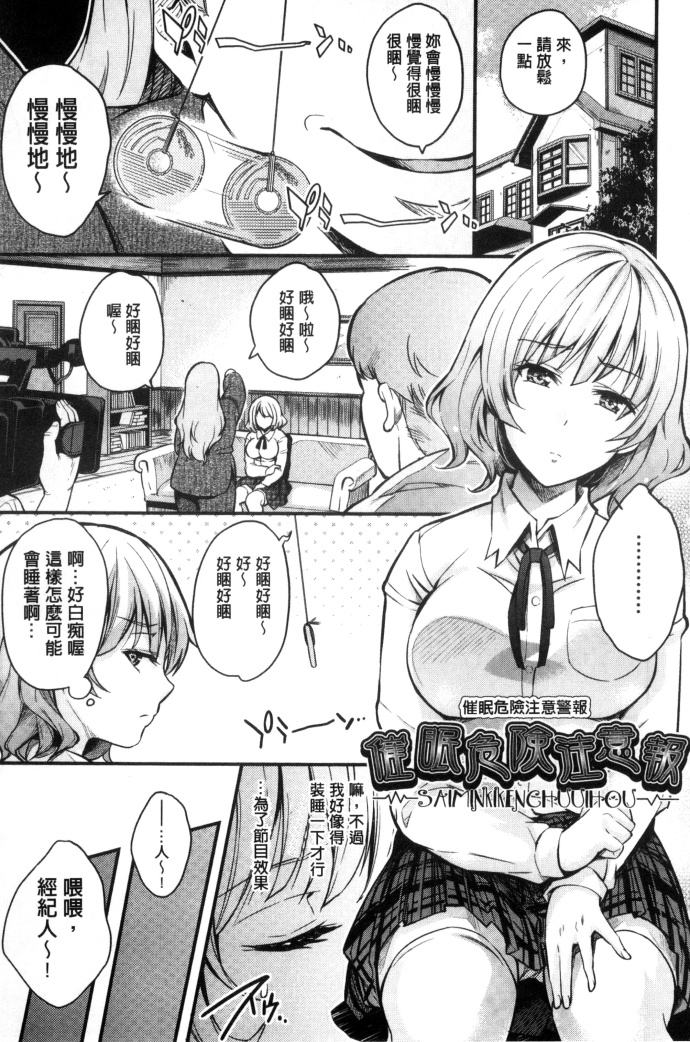 來，
請放鬆
一點
妳會慢慢慢
慢覺得很
很睏～
慢慢地～
慢慢地～
哦～啦～
好睏好睏
好睏好睏
喔～
………
好睏好睏～
好～
好睏好睏
啊…好白痴喔
這樣怎麼可能
會睡著啊…
催眠危險注意警報
催眠危険注意報
SAIMINKIKENCHUUIHOU
嘛，不過
我好像得
裝睡一下才行
…為了節目效果
─…人～！
喂喂，
經紀人～！